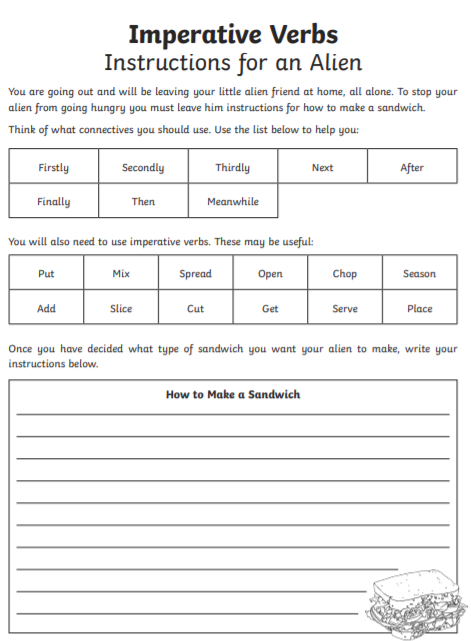 Imperative Verbs
Instructions for an Alien
You are going out and will be leaving your little alien friend at home, all alone. To stop your
alien from going hungry you must leave him instructions for how to make a sandwich.
Think of what connectives you should use. Use the list below to help you:
Firstly Secondly Thirdly Next After
Finally Then Meanwhile
You will also need to use imperative verbs. These may be useful:
Put Mix Spread Open Chop Season
Add Slice Cut Get Serve Place
Once you have decided what type of sandwich you want your alien to make, write your
instructions below.
How to Make a Sandwich